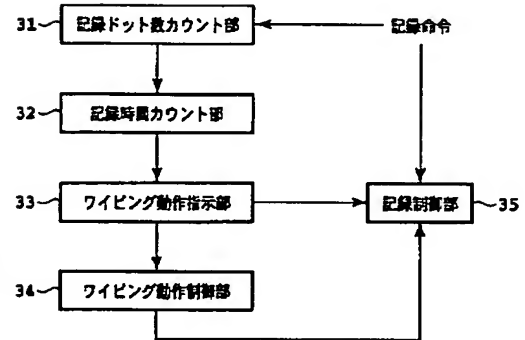 31 記録ドット数カウント部 記録命令
32 記録時間カウント部
33 ワイピング動作指示部 記録制御部 35
34 ワイピング動作制御部